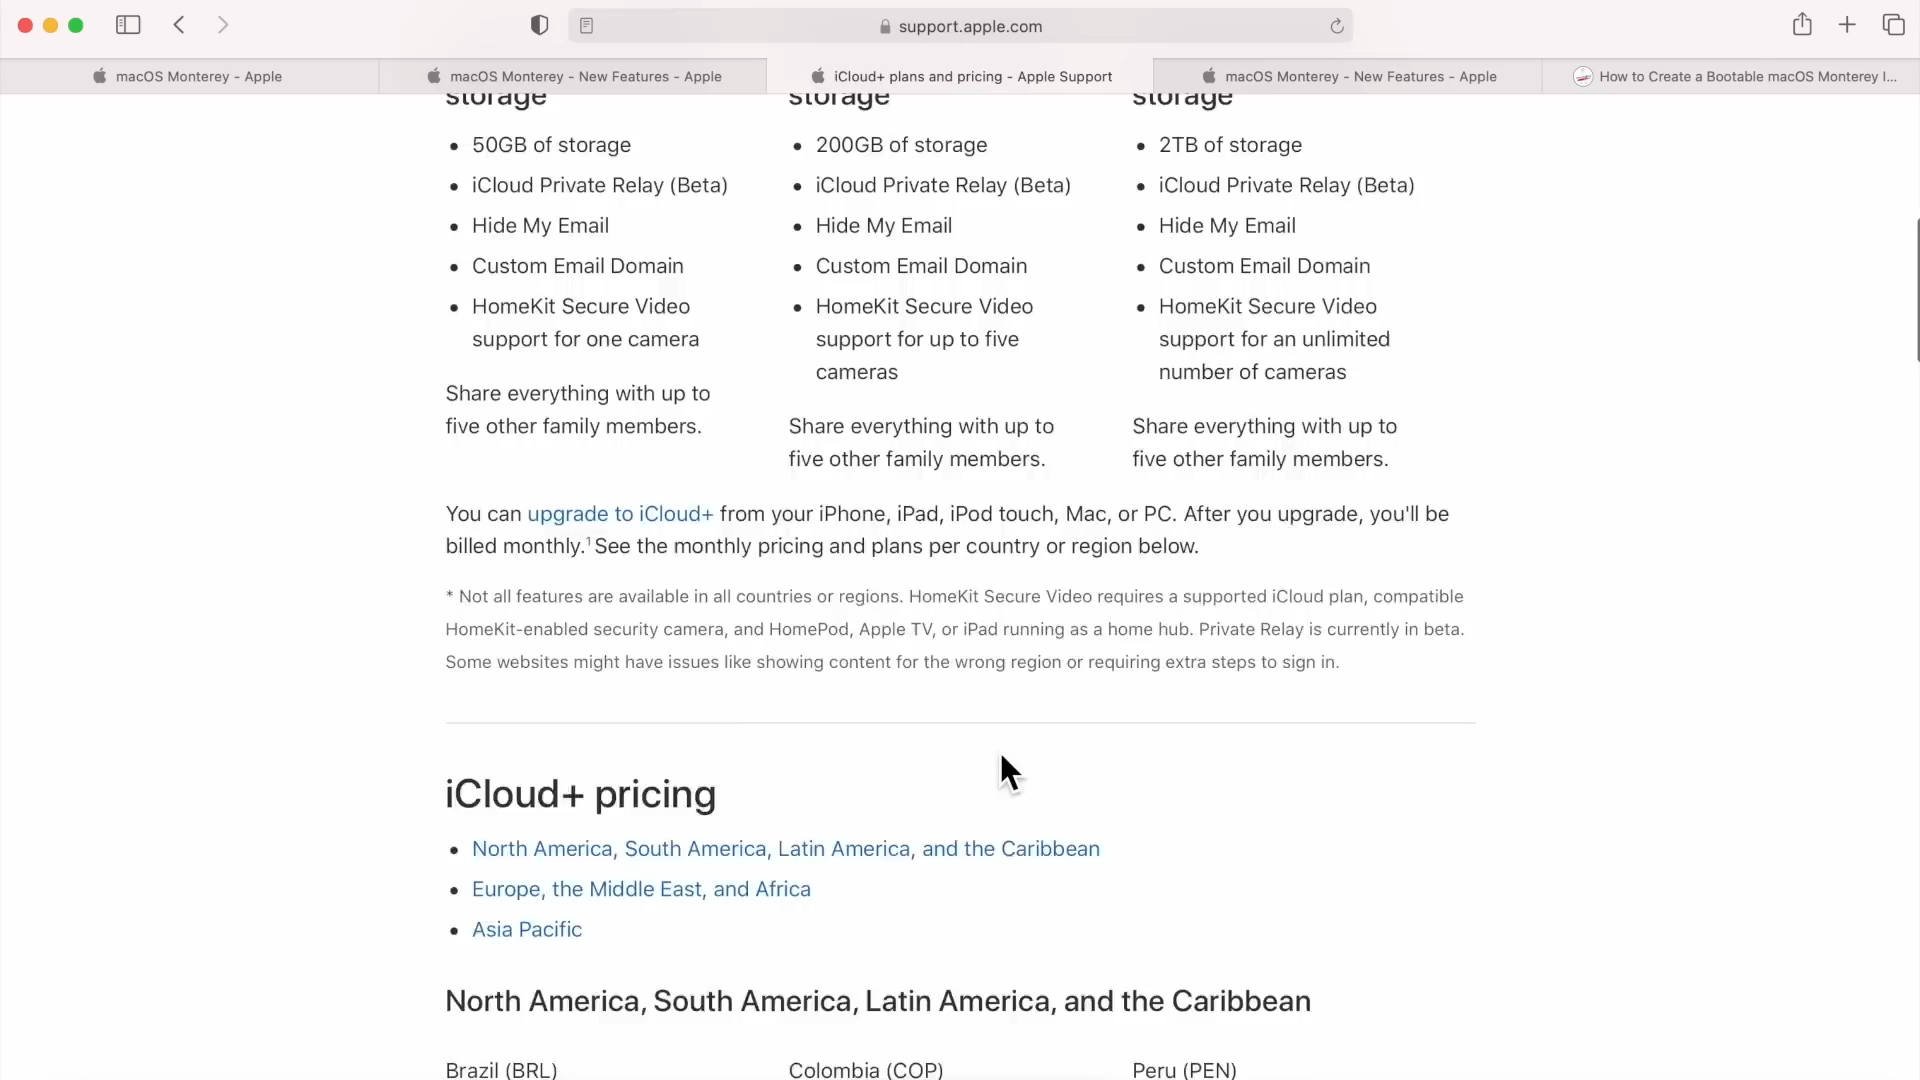 support.apple.com
macOS Monterey - Apple
macOS Monterey - New Features - Apple
iCloud+ plans and pricing - Apple Support
macOS Monterey - New Features - Apple
How to Create a Bootable macOS Monterey I...
storage
• 50GB of storage
• iCloud Private Relay (Beta)
• Hide My Email
• Custom Email Domain
• HomeKit Secure Video
support for one camera
Share everything with up to
five other family members.
storage
• 200GB of storage
• iCloud Private Relay (Beta)
• Hide My Email
• Custom Email Domain
• HomeKit Secure Video
support for up to five
cameras
Share everything with up to
five other family members.
storage
• 2TB of storage
• iCloud Private Relay (Beta)
• Hide My Email
• Custom Email Domain
• HomeKit Secure Video
support for an unlimited
number of cameras
Share everything with up to
five other family members.
You can upgrade to iCloud+ from your iPhone, iPad, iPod touch, Mac, or PC. After you upgrade, you'll be
billed monthly.¹ See the monthly pricing and plans per country or region below.
* Not all features are available in all countries or regions. HomeKit Secure Video requires a supported iCloud plan, compatible
HomeKit-enabled security camera, and HomePod, Apple TV, or iPad running as a home hub. Private Relay is currently in beta.
Some websites might have issues like showing content for the wrong region or requiring extra steps to sign in.
iCloud+ pricing
• North America, South America, Latin America, and the Caribbean
• Europe, the Middle East, and Africa
• Asia Pacific
North America, South America, Latin America, and the Caribbean
Brazil (BRL)
Colombia (COP)
Peru (PEN)